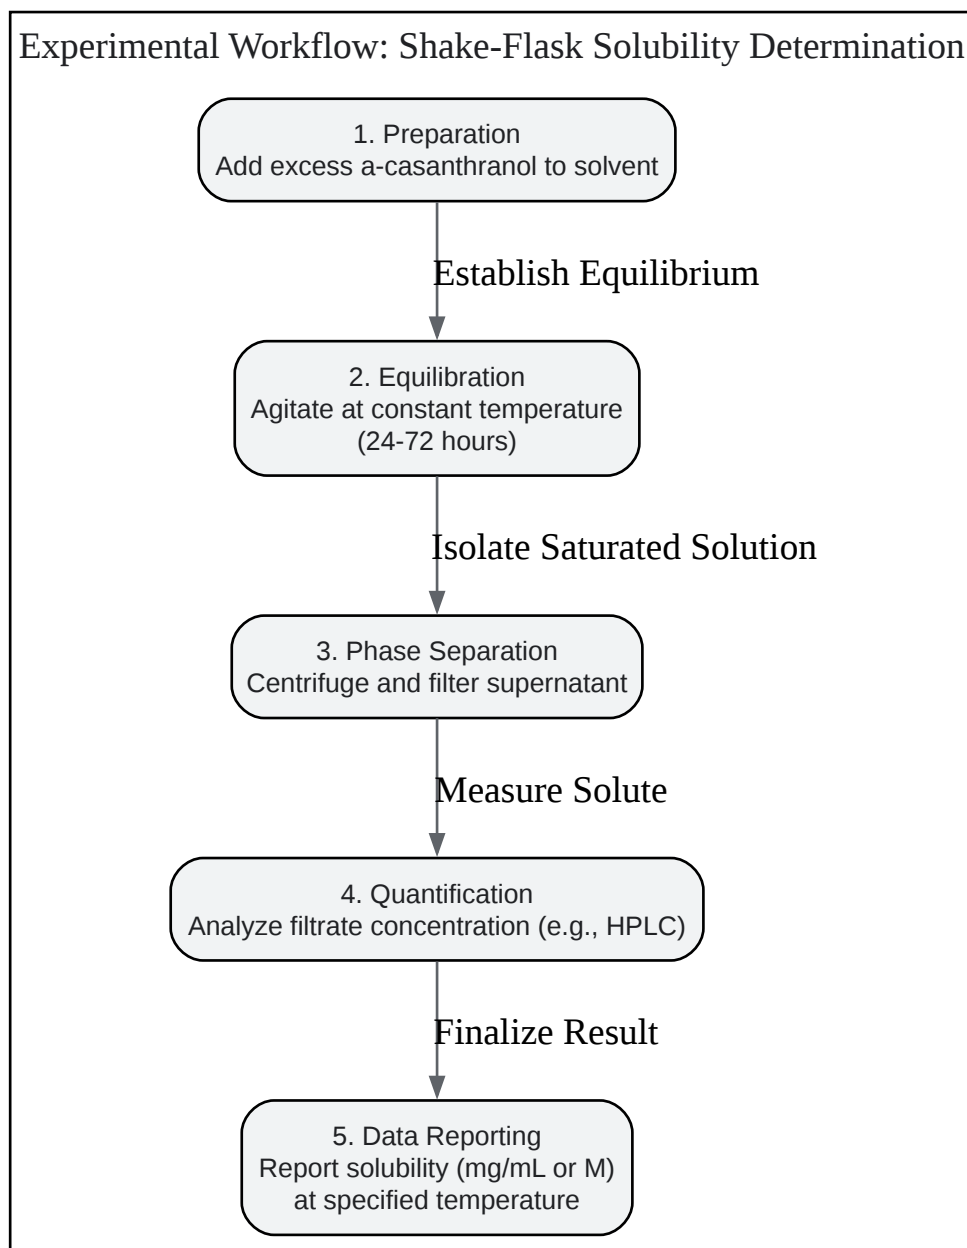 Experimental Workflow: Shake-Flask Solubility Determination
1. Preparation
Add excess a-casanthranol to solvent
Establish Equilibrium
2. Equilibration
Agitate at constant temperature
(24-72 hours)
Isolate Saturated Solution
3. Phase Separation
Centrifuge and filter supernatant
Measure Solute
4. Quantification
Analyze filtrate concentration (e.g., HPLC)
Finalize Result
5. Data Reporting
Report solubility (mg/mL or M)
at specified temperature